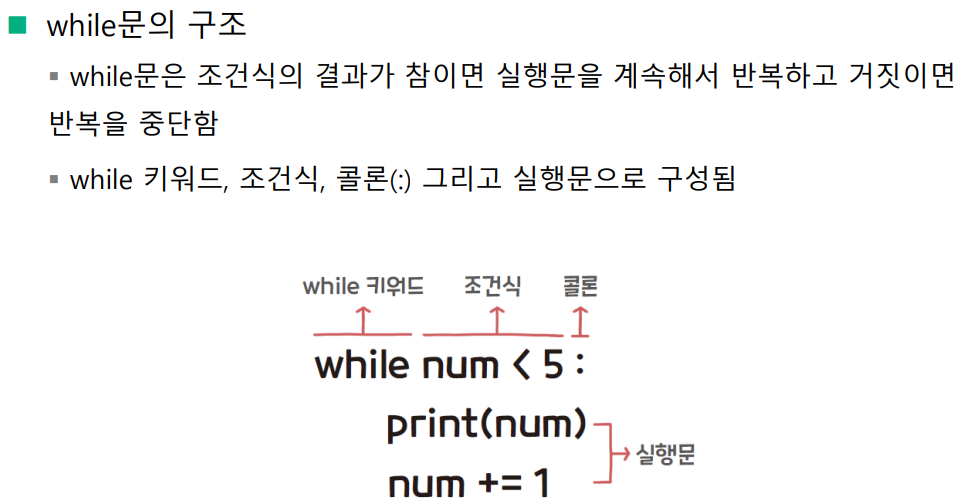 while문의 구조
while문은 조건식의 결과가 참이면 실행문을 계속해서 반복하고 거짓이면
반복을 중단함
while 키워드, 조건식, 콜론(:) 그리고 실행문으로 구성됨
while 키워드 조건식 콜론
while num < 5 :
print(num)
실행문
num += 1